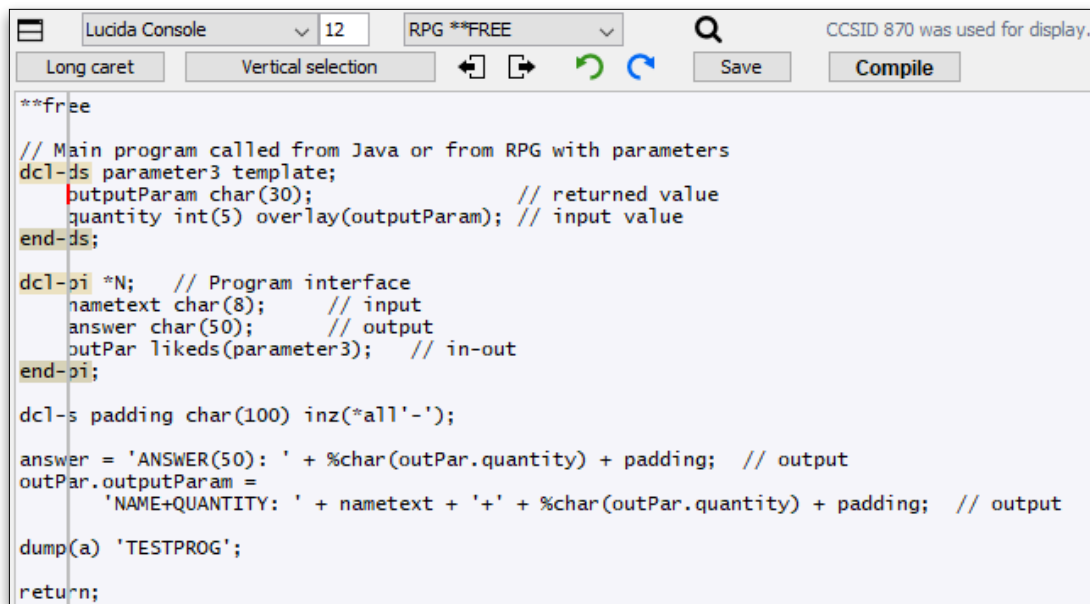 Lucida Console 12 RPG **FREE CCSID 870 was used for display.
Long caret Vertical selection Save Compile
**free
// Main program called from Java or from RPG with parameters
dcl-ds parameter3 template;
    outputParam char(30);                 // returned value
    quantity int(5) overlay(outputParam); // input value
end-ds;
dcl-pi *N;   // Program interface
    nametext char(8);      // input
    answer char(50);       // output
    outPar likeds(parameter3);   // in-out
end-pi;
dcl-s padding char(100) inz(*all'-');
answer = 'ANSWER(50): ' + %char(outPar.quantity) + padding;  // output
outPar.outputParam =
        'NAME+QUANTITY: ' + nametext + '+' + %char(outPar.quantity) + padding;  // output
dump(a) 'TESTPROG';
return;